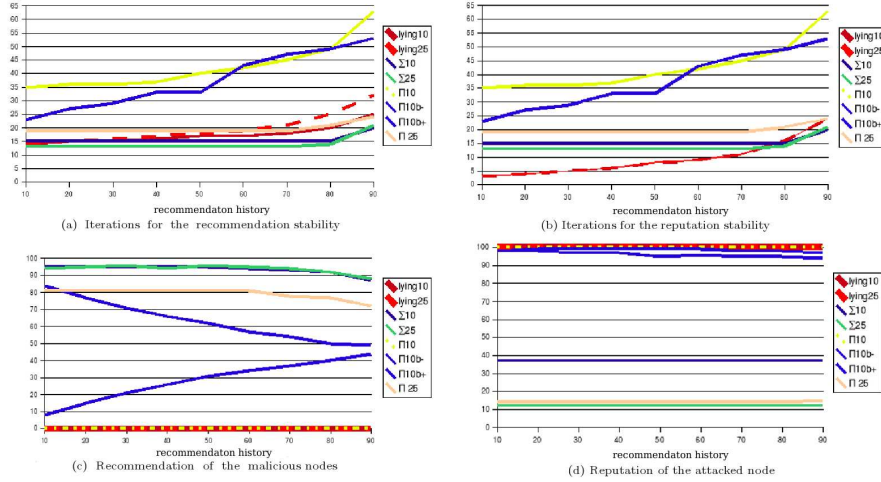 65
60
55
50
45
40
35
30
25
20
15
10
5
0
10 20 30 40 50 60 70 80 90
recommendaton history
lying10
lying25
Σ10
Σ25
Π10
Π10b-
Π10b+
Π 25
(a) Iterations for the recommendation stability
65
60
55
50
45
40
35
30
25
20
15
10
5
0
10 20 30 40 50 60 70 80 90
recommendaton history
lying10
lying25
Σ10
Σ25
Π10
Π10b-
Π10b+
Π 25
(b) Iterations for the reputation stability
100
90
80
70
60
50
40
30
20
10
0
10 20 30 40 50 60 70 80 90
recommendaton history
lying10
lying25
Σ10
Σ25
Π10
Π10b-
Π10b+
Π 25
(c) Recommendation of the malicious nodes
100
90
80
70
60
50
40
30
20
10
0
10 20 30 40 50 60 70 80 90
recommendaton history
lying10
lying25
Σ10
Σ25
Π10
Π10b-
Π10b+
Π 25
(d) Reputation of the attacked node